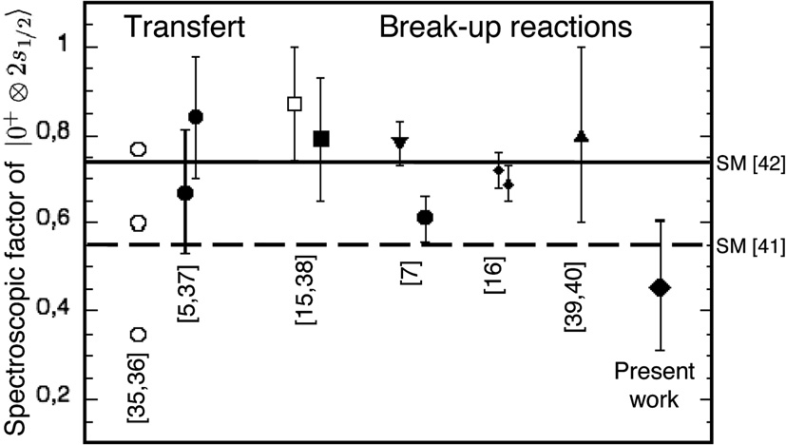 Transfert
Break-up reactions
Spectroscopic factor of |0⁺ ⊗ 2s₁/₂⟩
1
0,8
0,6
0,4
0,2
SM [42]
SM [41]
[35,36]
[5,37]
[15,38]
[7]
[16]
[39,40]
Present
work